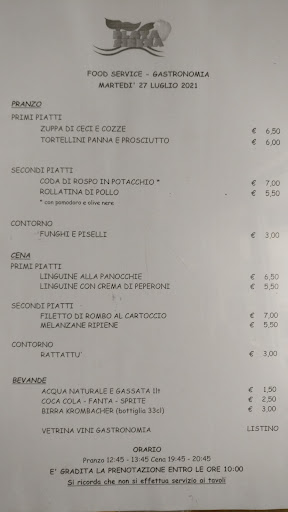 FOOD SERVICE - GASTRONOMIA
MARTEDI' 27 LUGLIO 2021
PRANZO
PRIMI PIATTI
ZUPPA DI CECI E COZZE € 6,50
TORTELLINI PANNA E PROSCIUTTO € 6,00
SECONDI PIATTI
CODA DI ROSPO IN POTACCHIO * € 7,00
ROLLATINA DI POLLO € 5,50
* con pomodoro e olive nere
CONTORNO
FUNGHI E PISELLI € 3,00
CENA
PRIMI PIATTI
LINGUINE ALLA PANOCCHIE € 6,50
LINGUINE CON CREMA DI PEPERONI € 5,50
SECONDI PIATTI
FILETTO DI ROMBO AL CARTOCCIO € 7,00
MELANZANE RIPIENE € 5,50
CONTORNO
RATTATTU' € 3,00
BEVANDE
ACQUA NATURALE E GASSATA 1lt € 1,50
COCA COLA - FANTA - SPRITE € 2,50
BIRRA KROMBACHER (bottiglia 33cl) € 3,00
VETRINA VINI GASTRONOMIA LISTINO
ORARIO
Pranzo 12:45 - 13:45 Cena 19:45 - 20:45
E' GRADITA LA PRENOTAZIONE ENTRO LE ORE 10:00
Si ricorda che non si effettua servizio ai tavoli